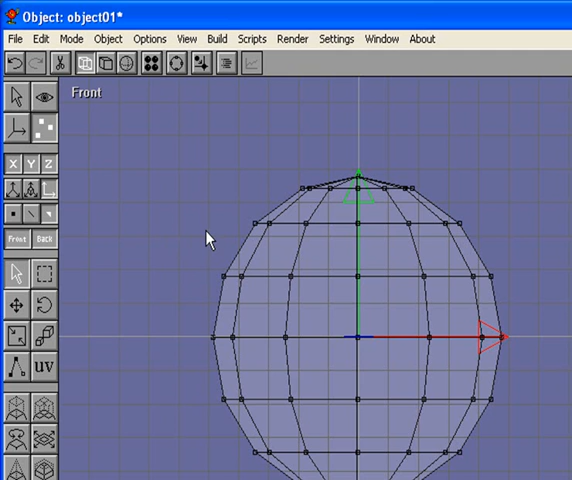 Object: object01*
File Edit Mode Object Options View Build Scripts Render Settings Window About
Front
X Y Z
Front Back
uv